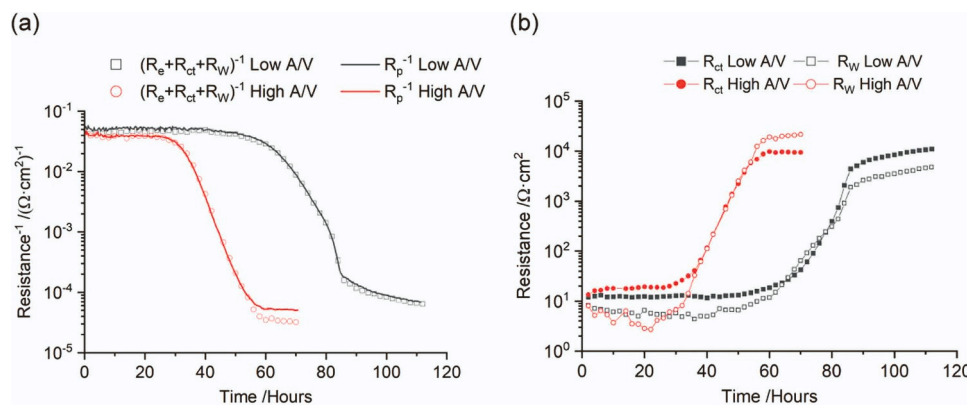 (a)
(Re+Rct+RW)⁻¹ Low A/V
Rp⁻¹ Low A/V
(Re+Rct+RW)⁻¹ High A/V
Rp⁻¹ High A/V
Resistance⁻¹ /(Ω·cm²)⁻¹
10⁻¹
10⁻²
10⁻³
10⁻⁴
10⁻⁵
0 20 40 60 80 100 120
Time /Hours
(b)
Rct Low A/V
RW Low A/V
Rct High A/V
RW High A/V
Resistance /Ω·cm²
10⁵
10⁴
10³
10²
10¹
10⁰
0 20 40 60 80 100 120
Time /Hours